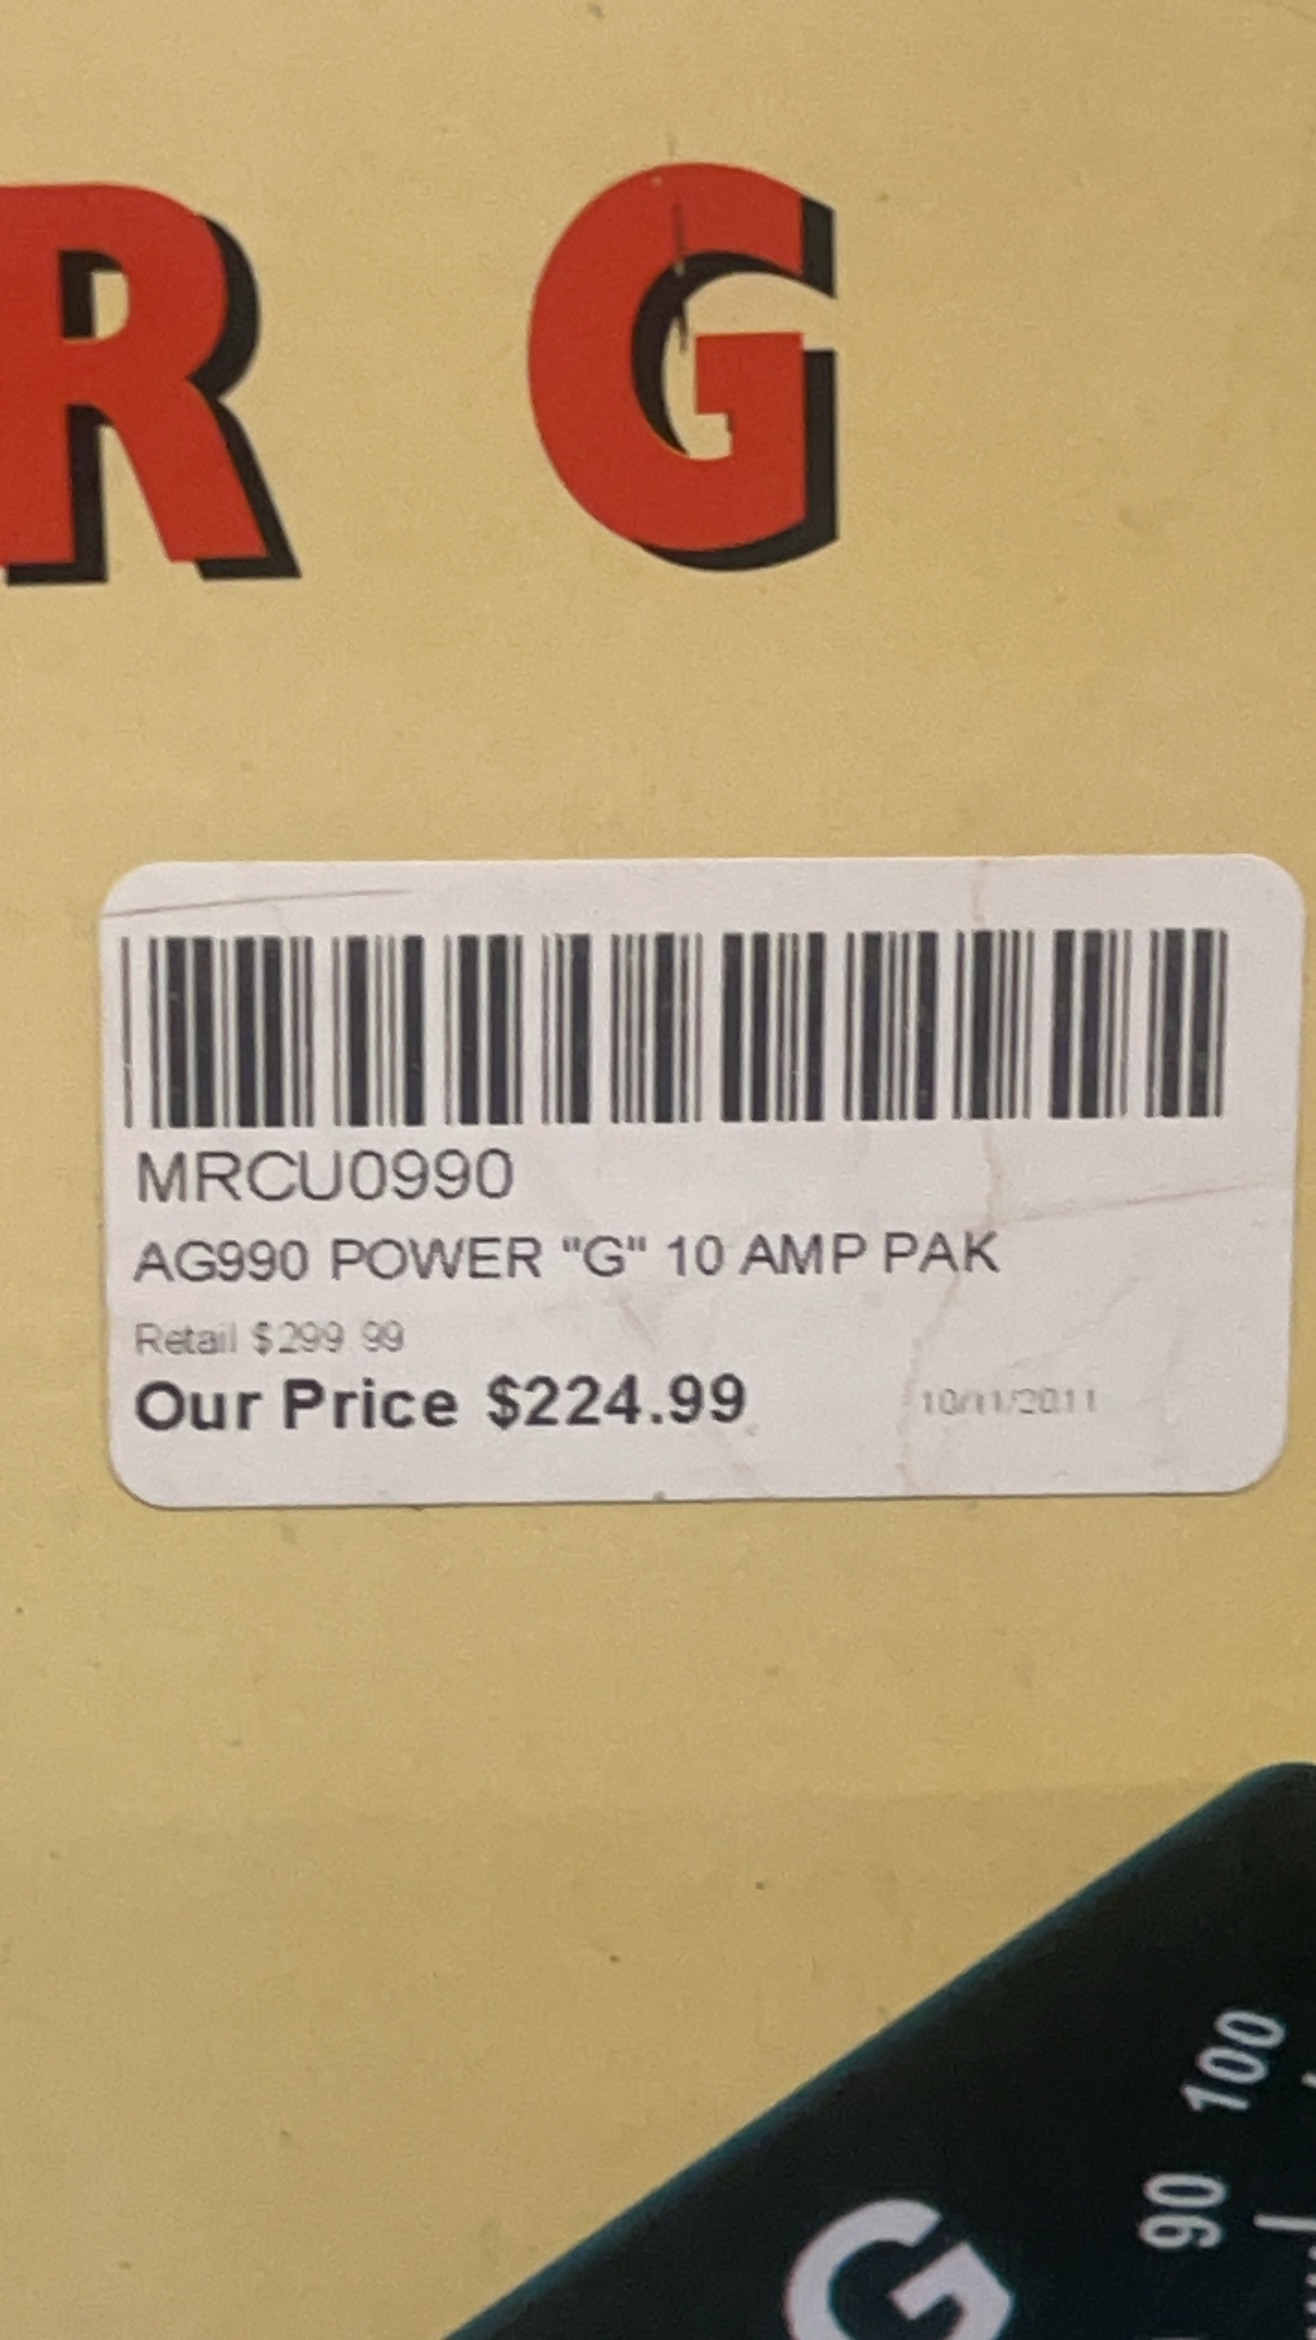 R G
MRCU0990
AG990 POWER "G" 10 AMP PAK
Retail $299.99
Our Price $224.99
10/11/2011
100
90
G